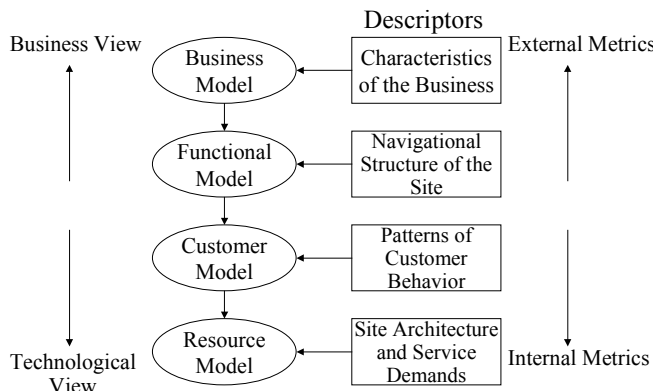 Descriptors
Business View
Business
Model
Characteristics
of the Business
External Metrics
Functional
Model
Navigational
Structure of the
Site
Customer
Model
Patterns of
Customer
Behavior
Technological
View
Resource
Model
Site Architecture
and Service
Demands
Internal Metrics